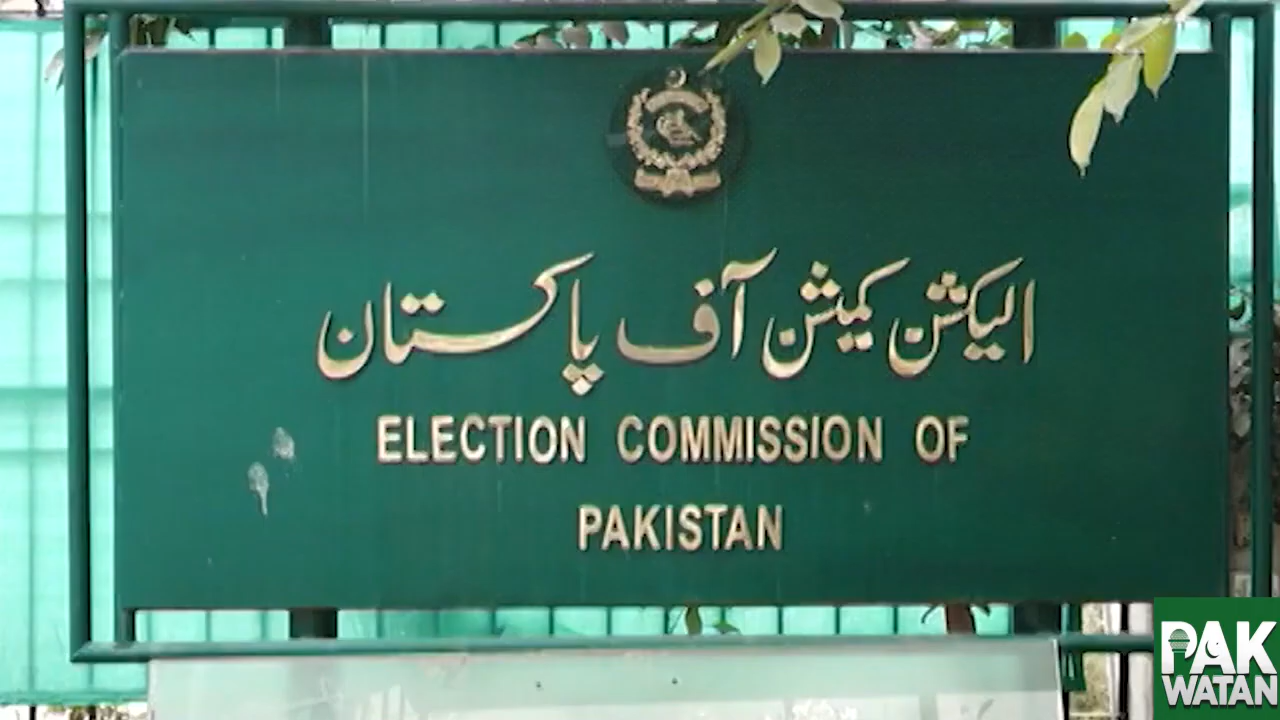 الیکشن کمیشن آف پاکستان
ELECTION COMMISSION OF
PAKISTAN
PAK
WATAN